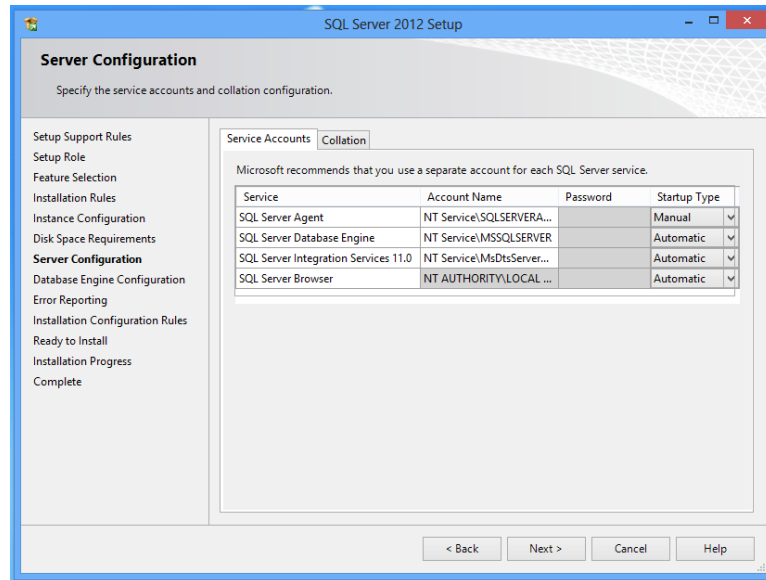 SQL Server 2012 Setup
Server Configuration
Specify the service accounts and collation configuration.
Setup Support Rules
Setup Role
Feature Selection
Installation Rules
Instance Configuration
Disk Space Requirements
Server Configuration
Database Engine Configuration
Error Reporting
Installation Configuration Rules
Ready to Install
Installation Progress
Complete
Service Accounts Collation
Microsoft recommends that you use a separate account for each SQL Server service.
Service Account Name Password Startup Type
SQL Server Agent NT Service\SQLSERVERA... Manual
SQL Server Database Engine NT Service\MSSQLSERVER Automatic
SQL Server Integration Services 11.0 NT Service\MsDtsServer... Automatic
SQL Server Browser NT AUTHORITY\LOCAL ... Automatic
< Back Next > Cancel Help